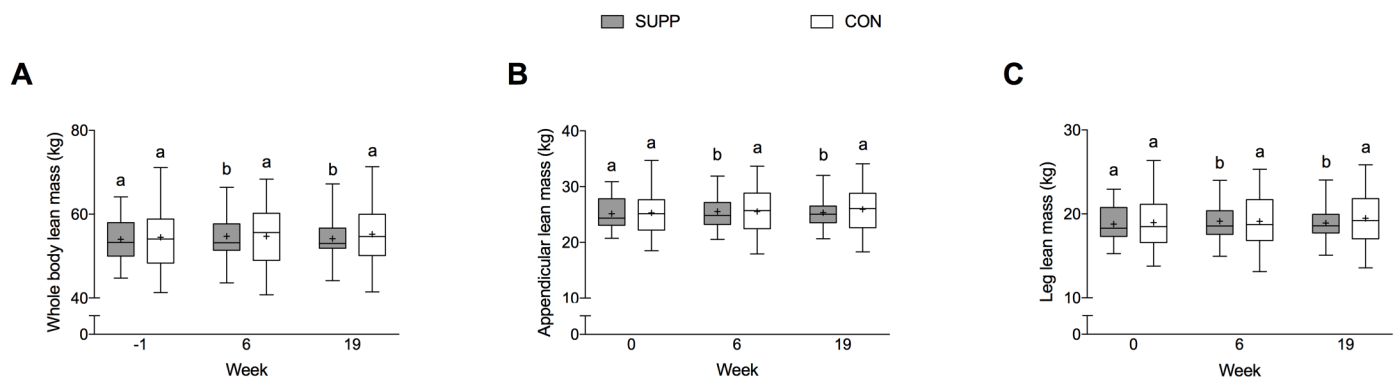 SUPP CON
A
Whole body lean mass (kg)
80
60
40
0
a a b a b a
-1 6 19
Week
B
Appendicular lean mass (kg)
40
30
20
10
0
a a b a b a
0 6 19
Week
C
Leg lean mass (kg)
30
20
10
0
a a b a b a
0 6 19
Week